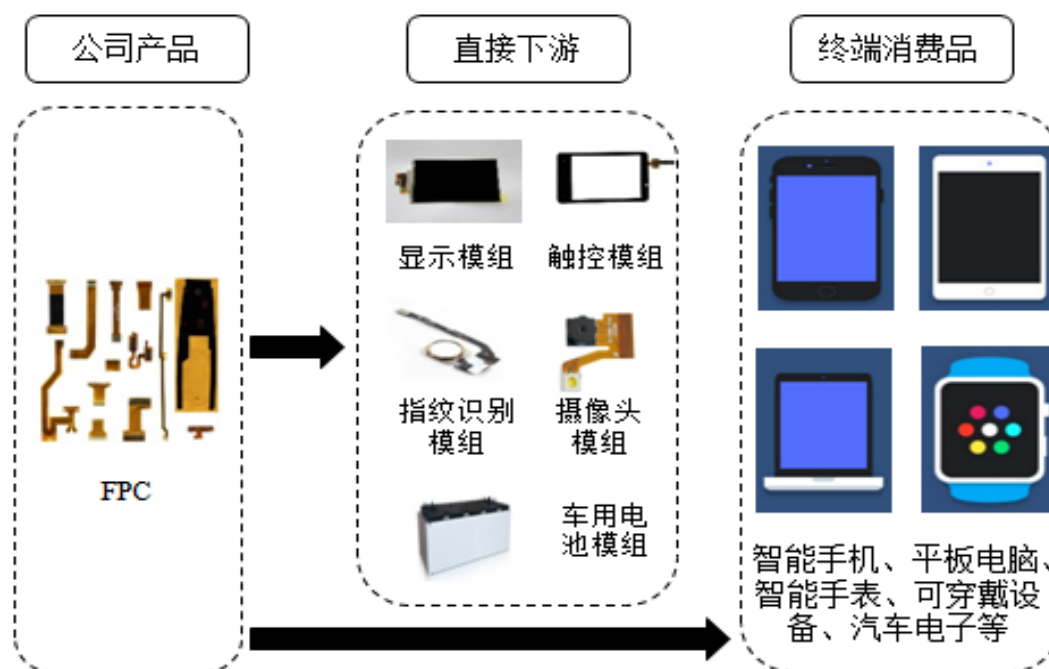 公司产品
直接下游
终端消费品
FPC
显示模组
触控模组
指纹识别
模组
摄像头
模组
车用电
池模组
智能手机、平板电脑、
智能手表、可穿戴设
备、汽车电子等